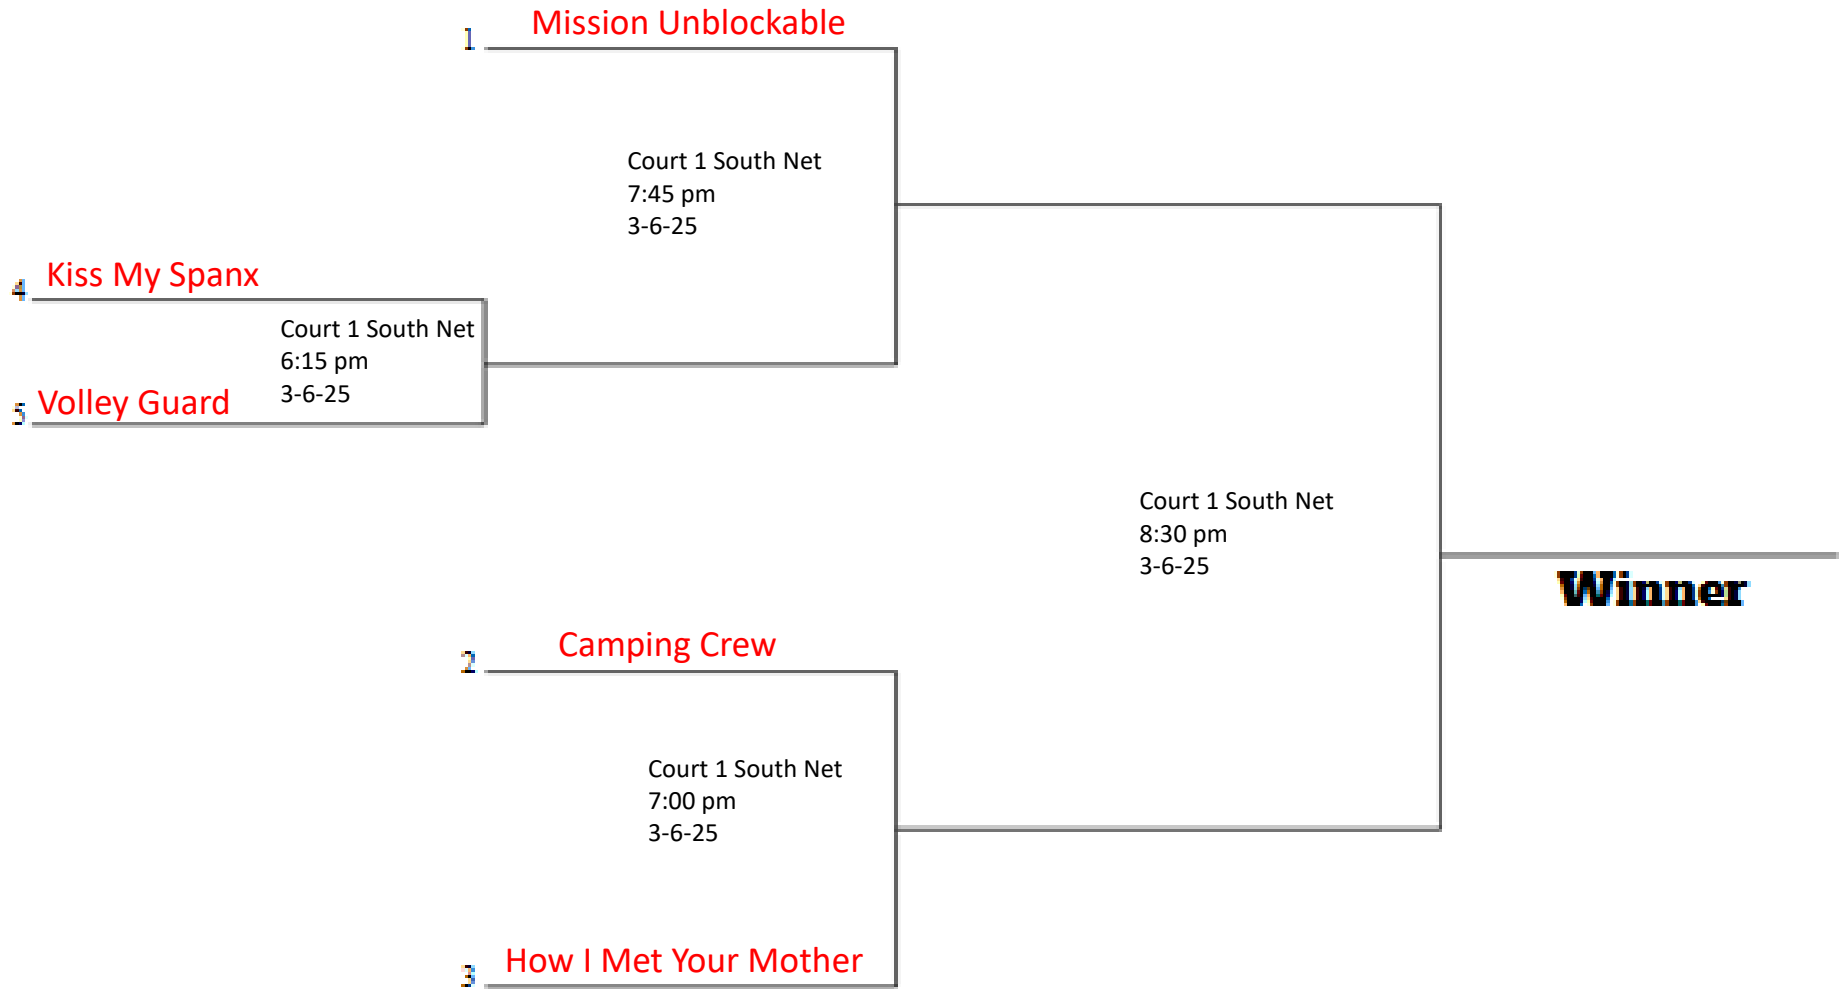 1 Mission Unblockable
Court 1 South Net
7:45 pm
3-6-25
4 Kiss My Spanx
Court 1 South Net
6:15 pm
3-6-25
5 Volley Guard
Court 1 South Net
8:30 pm
3-6-25
Winner
2 Camping Crew
Court 1 South Net
7:00 pm
3-6-25
3 How I Met Your Mother